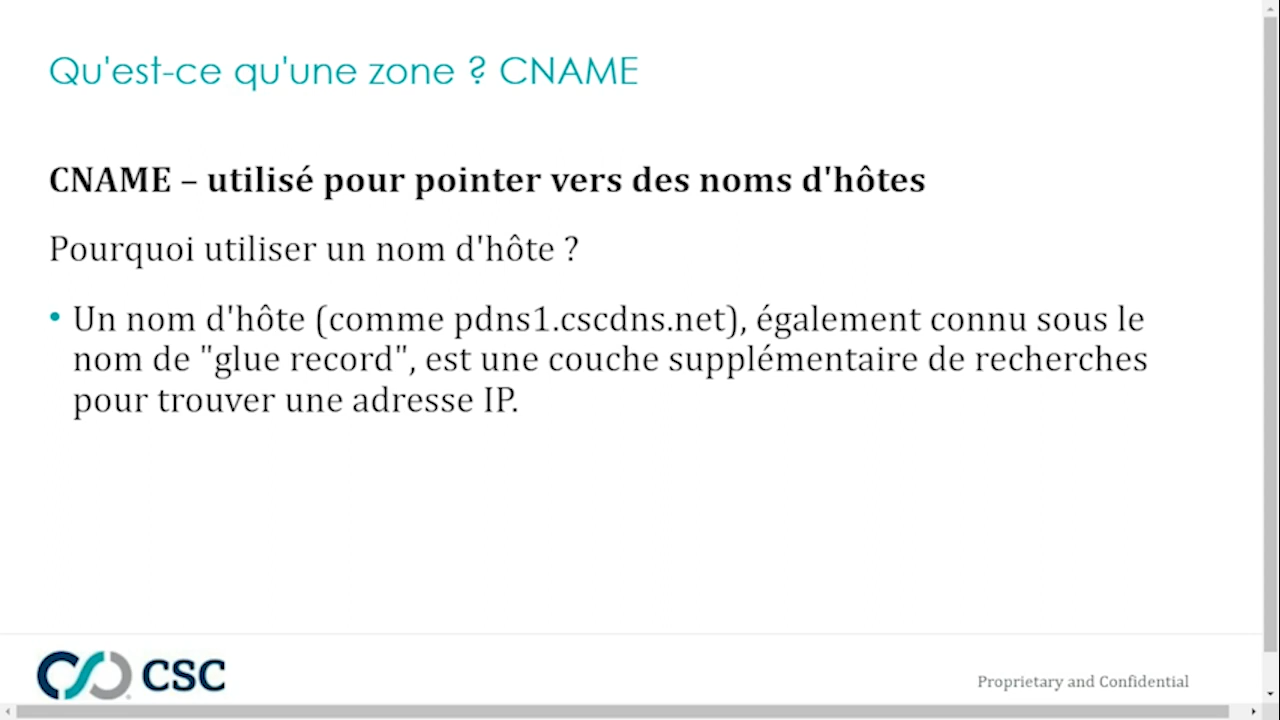 Qu'est-ce qu'une zone ? CNAME
CNAME – utilisé pour pointer vers des noms d'hôtes
Pourquoi utiliser un nom d'hôte ?
• Un nom d'hôte (comme pdns1.cscdns.net), également connu sous le
nom de "glue record", est une couche supplémentaire de recherches
pour trouver une adresse IP.
CSC
Proprietary and Confidential